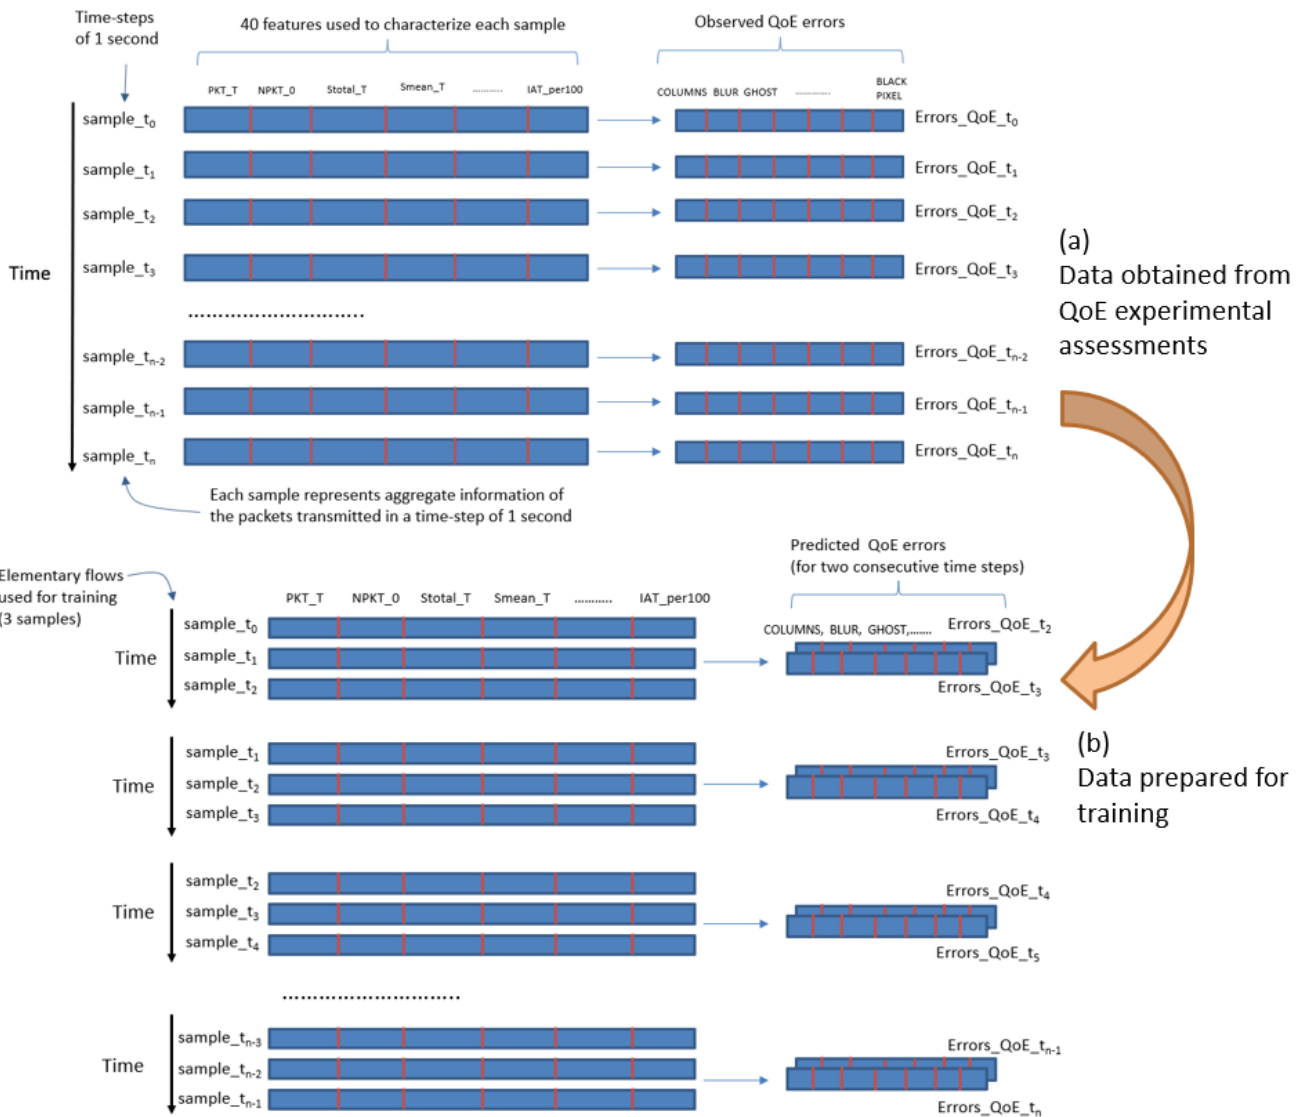 Time-steps
of 1 second
40 features used to characterize each sample
Observed QoE errors
PKT_T NPKT_0 Stotal_T Smean_T ........... IAT_per100
COLUMNS BLUR GHOST ............. BLACK
PIXEL
sample_t0 Errors_QoE_t0
sample_t1 Errors_QoE_t1
sample_t2 Errors_QoE_t2
Time
sample_t3 Errors_QoE_t3
..............................
sample_tn-2 Errors_QoE_tn-2
sample_tn-1 Errors_QoE_tn-1
sample_tn Errors_QoE_tn
(a)
Data obtained from
QoE experimental
assessments
Each sample represents aggregate information of
the packets transmitted in a time-step of 1 second
Elementary flows
used for training
(3 samples)
Predicted QoE errors
(for two consecutive time steps)
PKT_T NPKT_0 Stotal_T Smean_T ........... IAT_per100
COLUMNS, BLUR, GHOST,....... Errors_QoE_t2
sample_t0
Time sample_t1
sample_t2
Errors_QoE_t3
(b)
Data prepared for
training
sample_t1 Errors_QoE_t3
Time sample_t2
sample_t3 Errors_QoE_t4
sample_t2 Errors_QoE_t4
Time sample_t3
sample_t4 Errors_QoE_t5
..............................
sample_tn-3 Errors_QoE_tn-1
Time sample_tn-2
sample_tn-1 Errors_QoE_tn